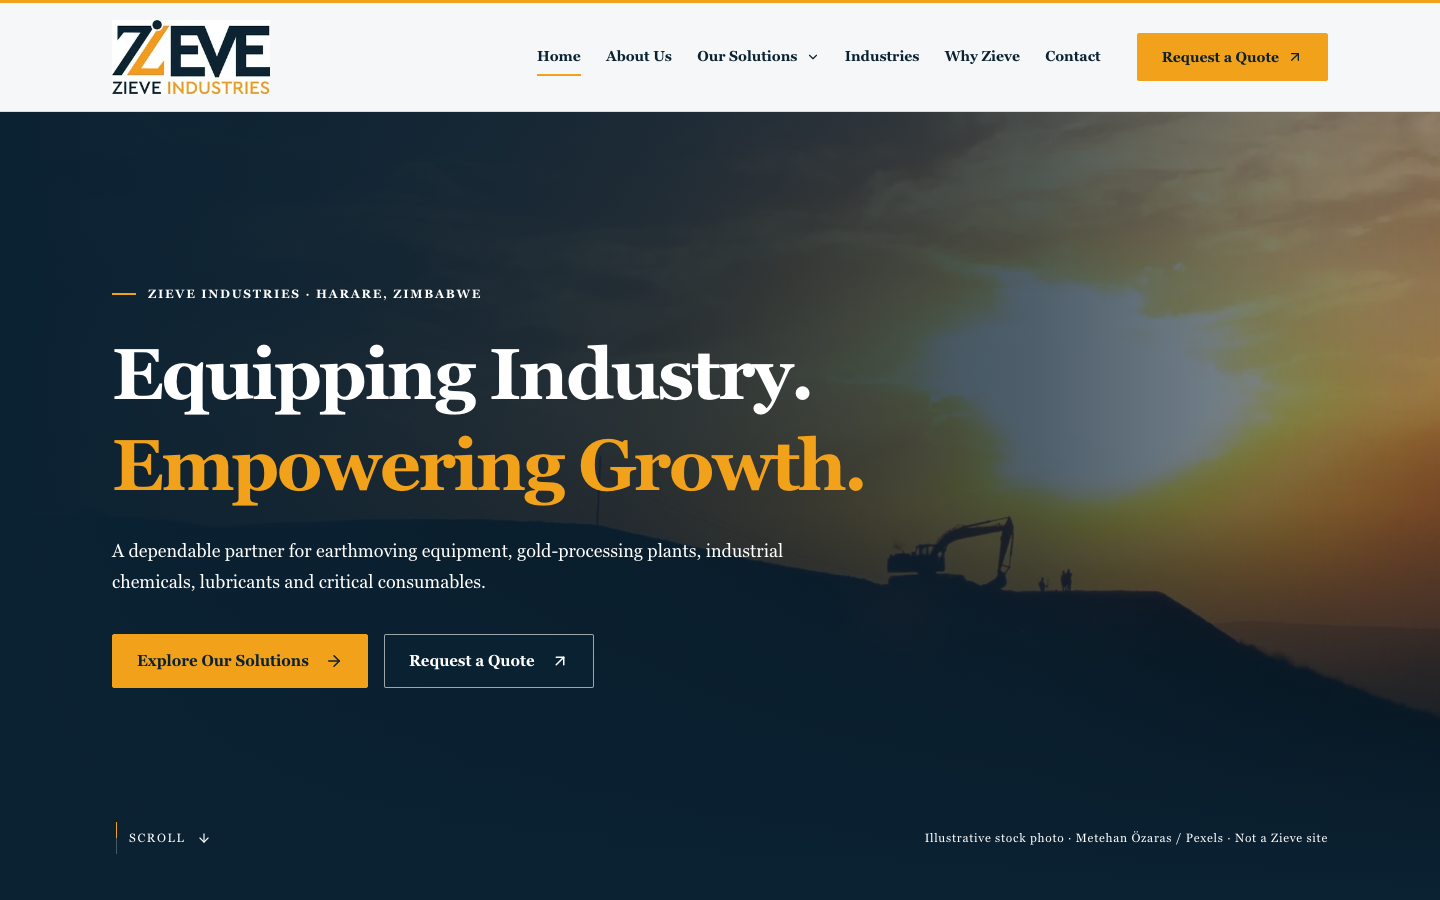 ZIEVE
ZIEVE INDUSTRIES
Home About Us Our Solutions Industries Why Zieve Contact Request a Quote
ZIEVE INDUSTRIES · HARARE, ZIMBABWE
Equipping Industry.
Empowering Growth.
A dependable partner for earthmoving equipment, gold-processing plants, industrial
chemicals, lubricants and critical consumables.
Explore Our Solutions Request a Quote
SCROLL Illustrative stock photo · Metehan Özaras / Pexels · Not a Zieve site